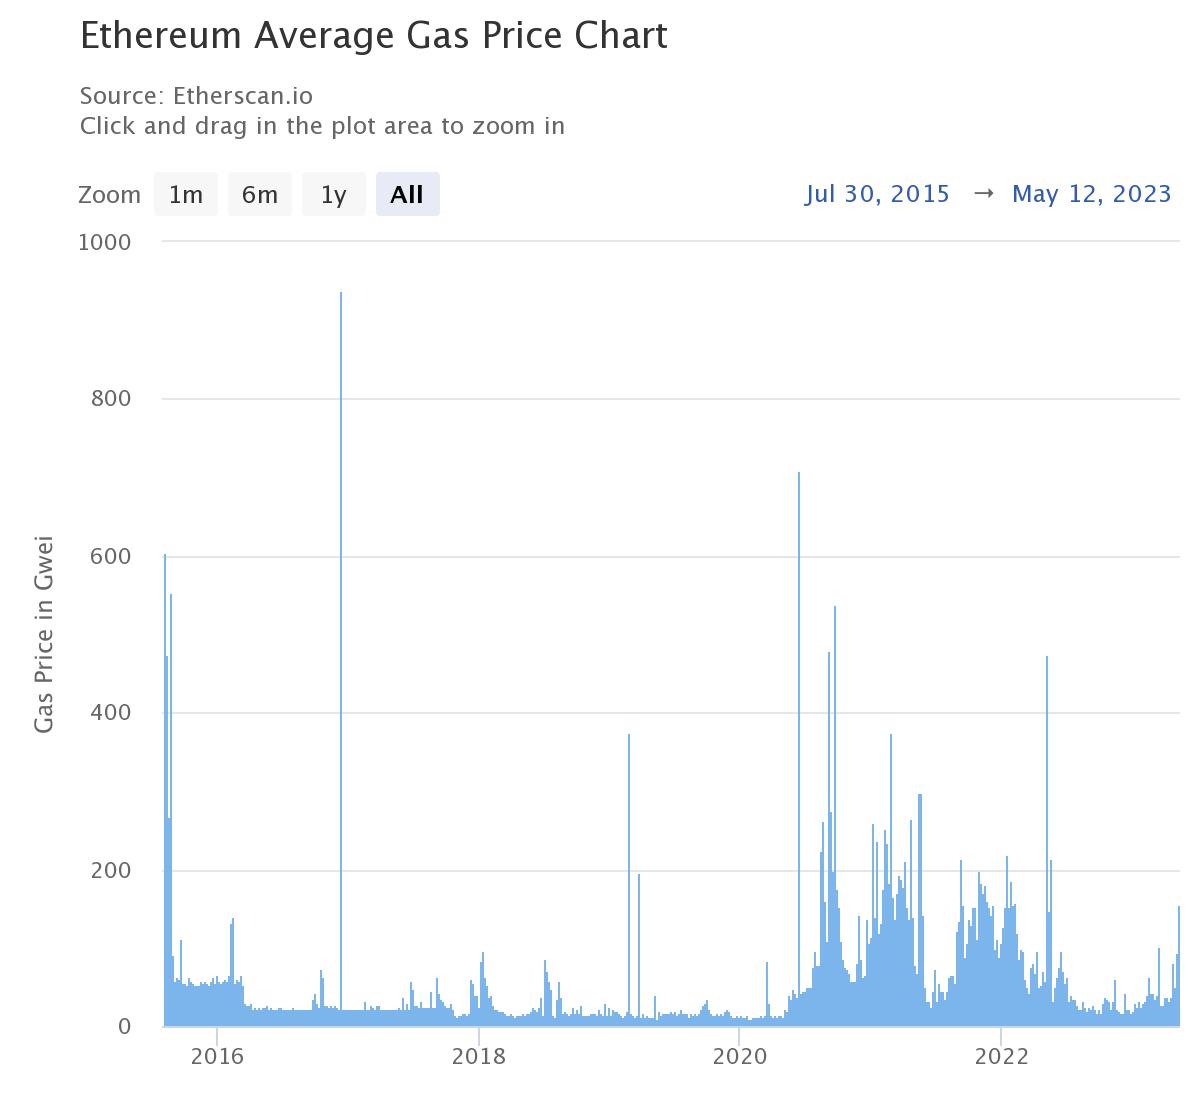 Ethereum Average Gas Price Chart
Source: Etherscan.io
Click and drag in the plot area to zoom in
Zoom 1m 6m 1y All Jul 30, 2015 → May 12, 2023
1000
800
600
400
200
0
Gas Price in Gwei
2016 2018 2020 2022